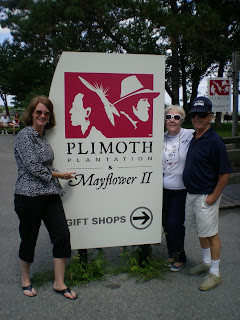 PLIMOTH
PLANTATION
&
Mayflower II
GIFT SHOPS